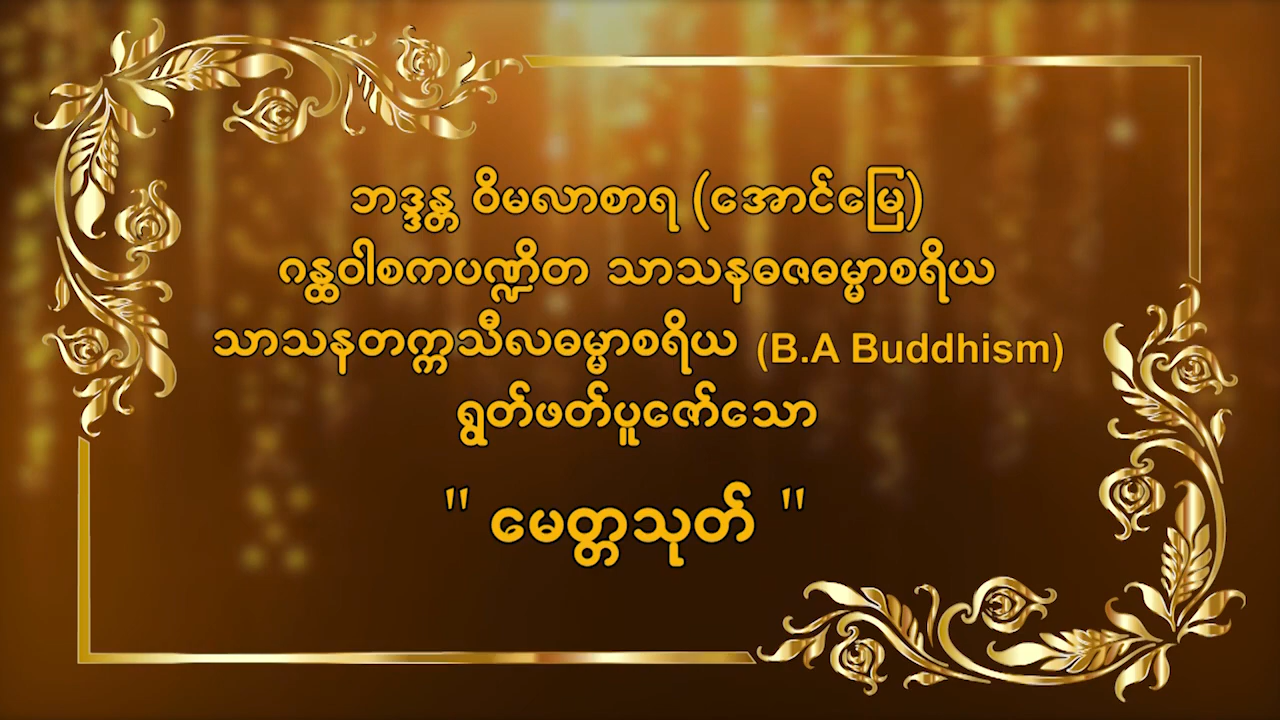 ဘဒ္ဒန္တ ဝိမလာစာရ (အောင်မြေ)
ဂန္ထဝါစကပဏ္ဍိတ သာသနဓဇဓမ္မာစရိယ
သာသနတက္ကသီလဓမ္မာစရိယ (B.A Buddhism)
ရွတ်ဖတ်ပူဇော်သော
" မေတ္တသုတ် "